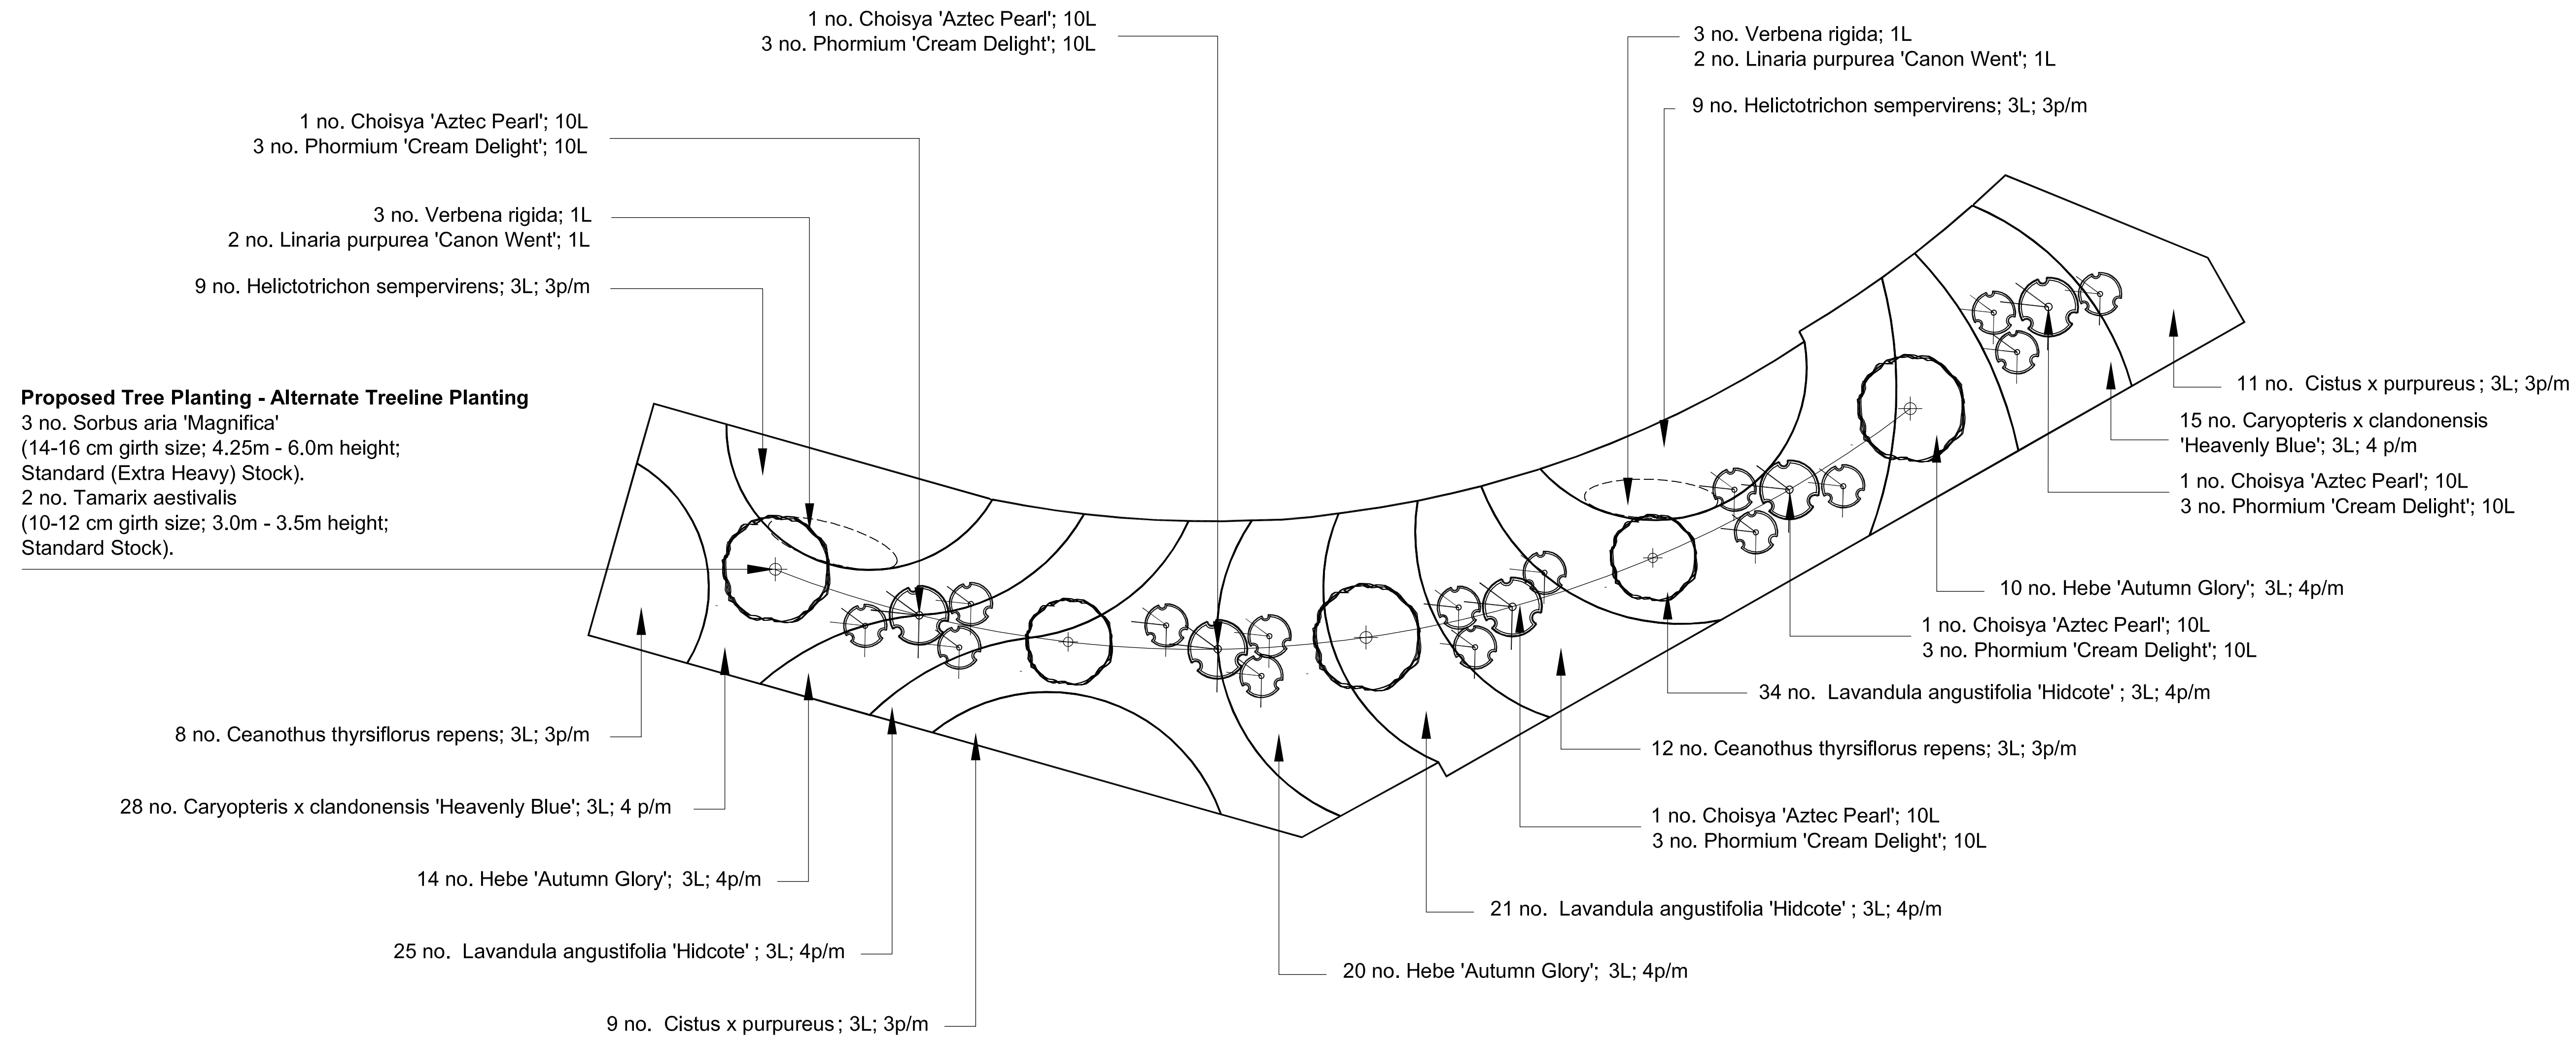 1 no. Choisya 'Aztec Pearl'; 10L
3 no. Phormium 'Cream Delight'; 10L
3 no. Verbena rigida; 1L
2 no. Linaria purpurea 'Canon Went'; 1L
9 no. Helictotrichon sempervirens; 3L; 3p/m
1 no. Choisya 'Aztec Pearl'; 10L
3 no. Phormium 'Cream Delight'; 10L
3 no. Verbena rigida; 1L
2 no. Linaria purpurea 'Canon Went'; 1L
9 no. Helictotrichon sempervirens; 3L; 3p/m
Proposed Tree Planting - Alternate Treeline Planting
3 no. Sorbus aria 'Magnifica'
(14-16 cm girth size; 4.25m - 6.0m height;
Standard (Extra Heavy) Stock).
2 no. Tamarix aestivalis
(10-12 cm girth size; 3.0m - 3.5m height;
Standard Stock).
11 no. Cistus x purpureus ; 3L; 3p/m
15 no. Caryopteris x clandonensis
'Heavenly Blue'; 3L; 4 p/m
1 no. Choisya 'Aztec Pearl'; 10L
3 no. Phormium 'Cream Delight'; 10L
10 no. Hebe 'Autumn Glory'; 3L; 4p/m
1 no. Choisya 'Aztec Pearl'; 10L
3 no. Phormium 'Cream Delight'; 10L
34 no. Lavandula angustifolia 'Hidcote' ; 3L; 4p/m
8 no. Ceanothus thyrsiflorus repens; 3L; 3p/m
12 no. Ceanothus thyrsiflorus repens; 3L; 3p/m
28 no. Caryopteris x clandonensis 'Heavenly Blue'; 3L; 4 p/m
1 no. Choisya 'Aztec Pearl'; 10L
3 no. Phormium 'Cream Delight'; 10L
14 no. Hebe 'Autumn Glory'; 3L; 4p/m
21 no. Lavandula angustifolia 'Hidcote' ; 3L; 4p/m
25 no. Lavandula angustifolia 'Hidcote' ; 3L; 4p/m
20 no. Hebe 'Autumn Glory'; 3L; 4p/m
9 no. Cistus x purpureus ; 3L; 3p/m